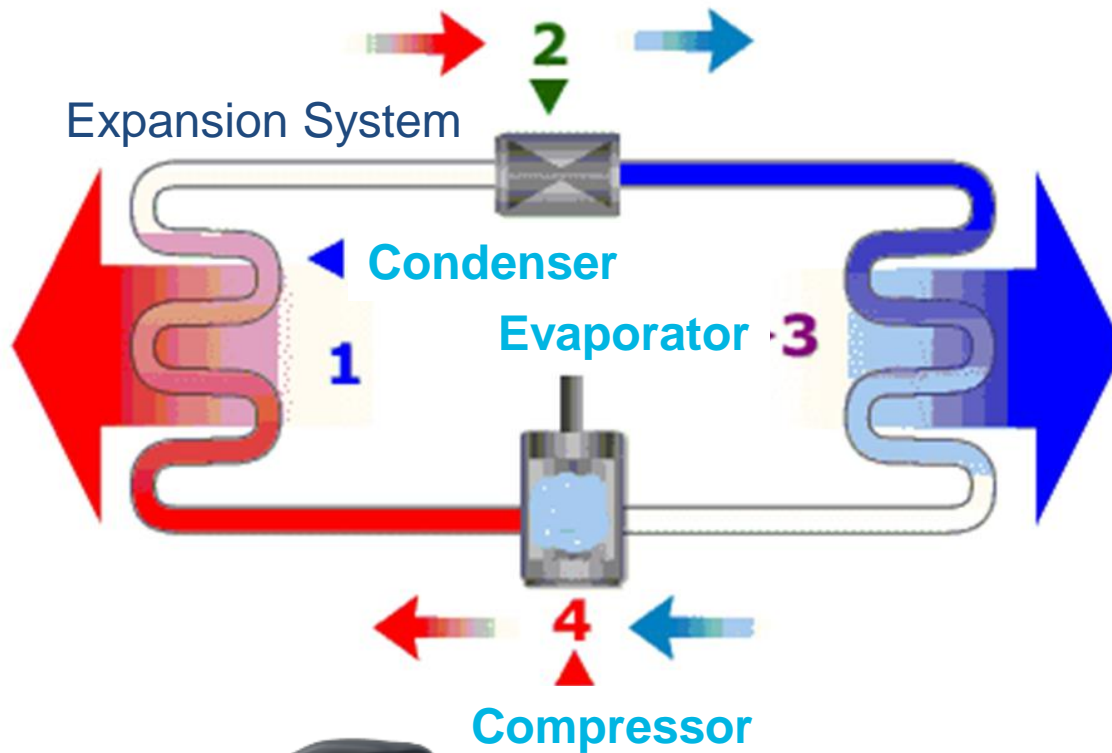 2
Expansion System
Condenser
Evaporator
3
1
4
Compressor